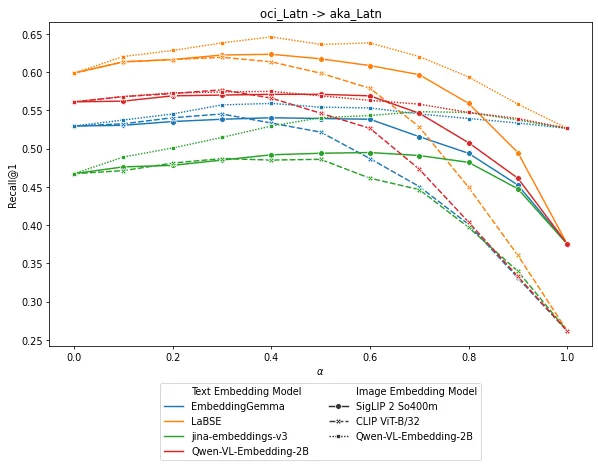 oci_Latn -> aka_Latn
Recall@1
0.65
0.60
0.55
0.50
0.45
0.40
0.35
0.30
0.25
0.0 0.2 0.4 0.6 0.8 1.0
α
Text Embedding Model
EmbeddingGemma
LaBSE
jina-embeddings-v3
Qwen-VL-Embedding-2B
Image Embedding Model
SigLIP 2 So400m
CLIP ViT-B/32
Qwen-VL-Embedding-2B